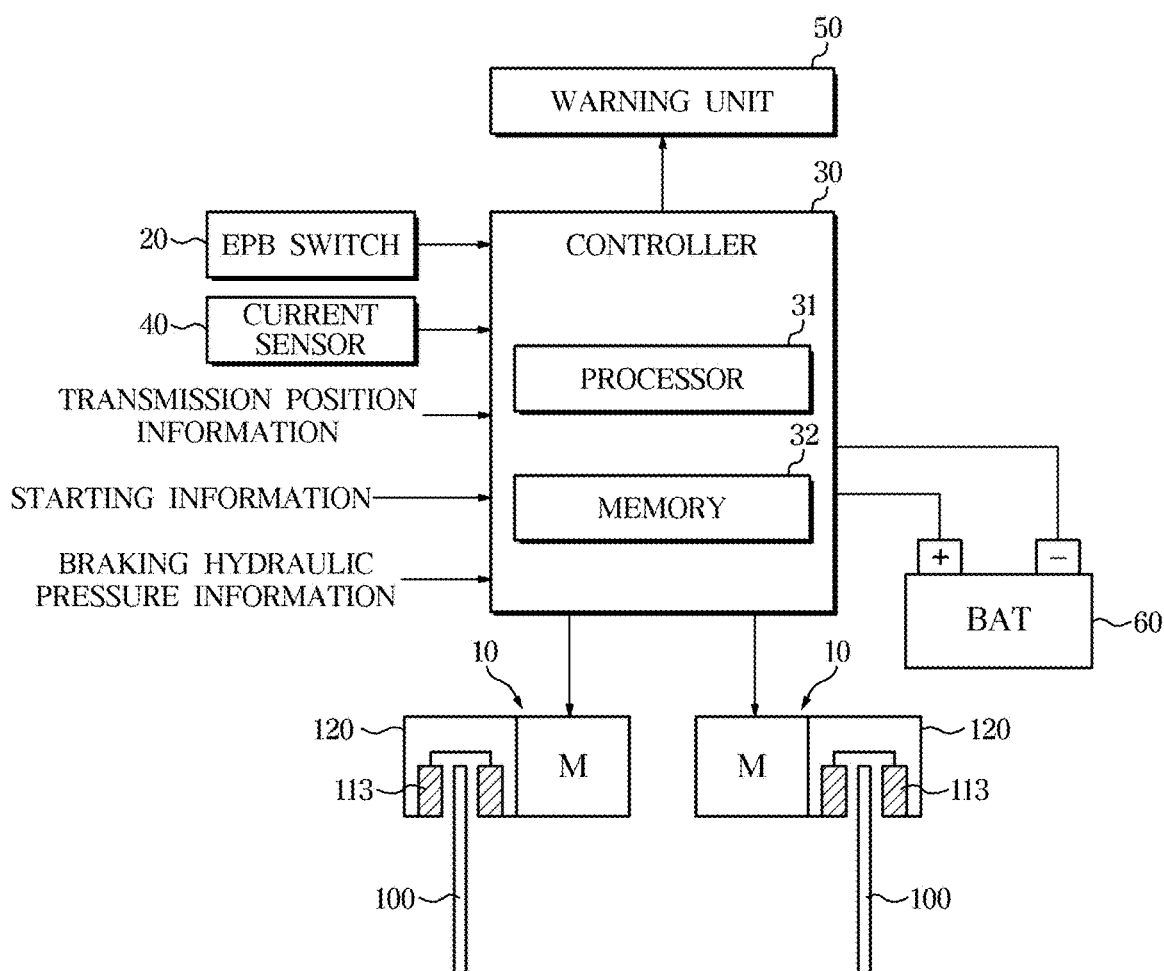 50
WARNING UNIT
30
20
EPB SWITCH
CONTROLLER
40
CURRENT
SENSOR
31
PROCESSOR
TRANSMISSION POSITION
INFORMATION
32
MEMORY
STARTING INFORMATION
BRAKING HYDRAULIC
PRESSURE INFORMATION
+
−
BAT
60
10
10
120
M
M
120
113
113
100
100